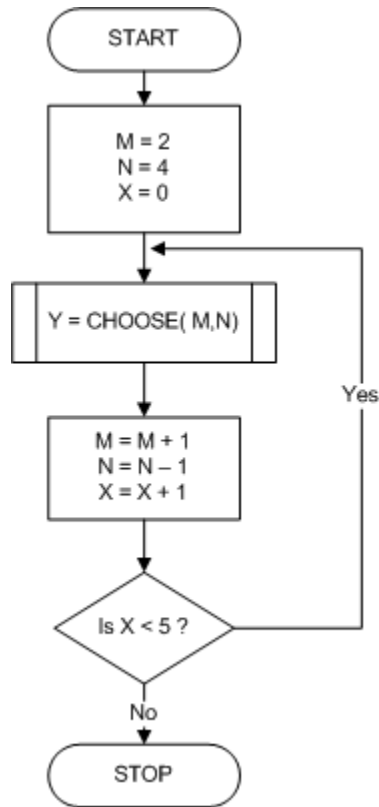 START
M = 2
N = 4
X = 0
Y = CHOOSE( M,N)
Yes
M = M + 1
N = N – 1
X = X + 1
Is X < 5 ?
No
STOP